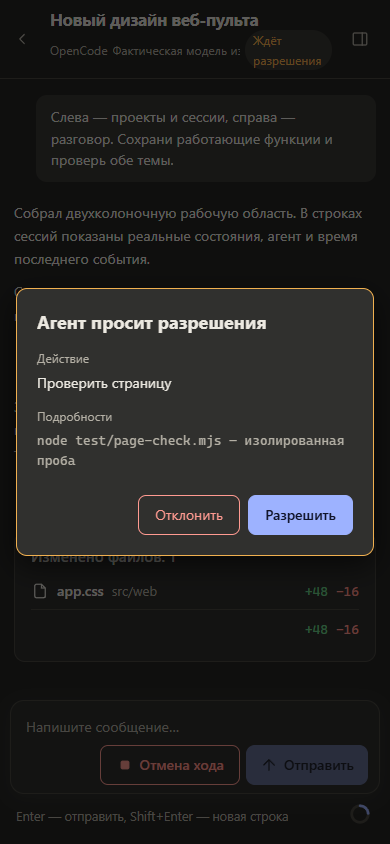 Новый дизайн веб-пульта
OpenCode Фактическая модель из
Ждёт
разрешения
Слева — проекты и сессии, справа —
разговор. Сохрани работающие функции и
проверь обе темы.
Собрал двухколоночную рабочую область. В строках
сессий показаны реальные состояния, агент и время
последнего события.
Агент просит разрешения
Действие
Проверить страницу
Подробности
node test/page-check.mjs — изолированная
проба
Отклонить
Разрешить
Изменено файлов: 1
app.css src/web +48 −16
+48 −16
Напишите сообщение…
Отмена хода
Отправить
Enter — отправить, Shift+Enter — новая строка